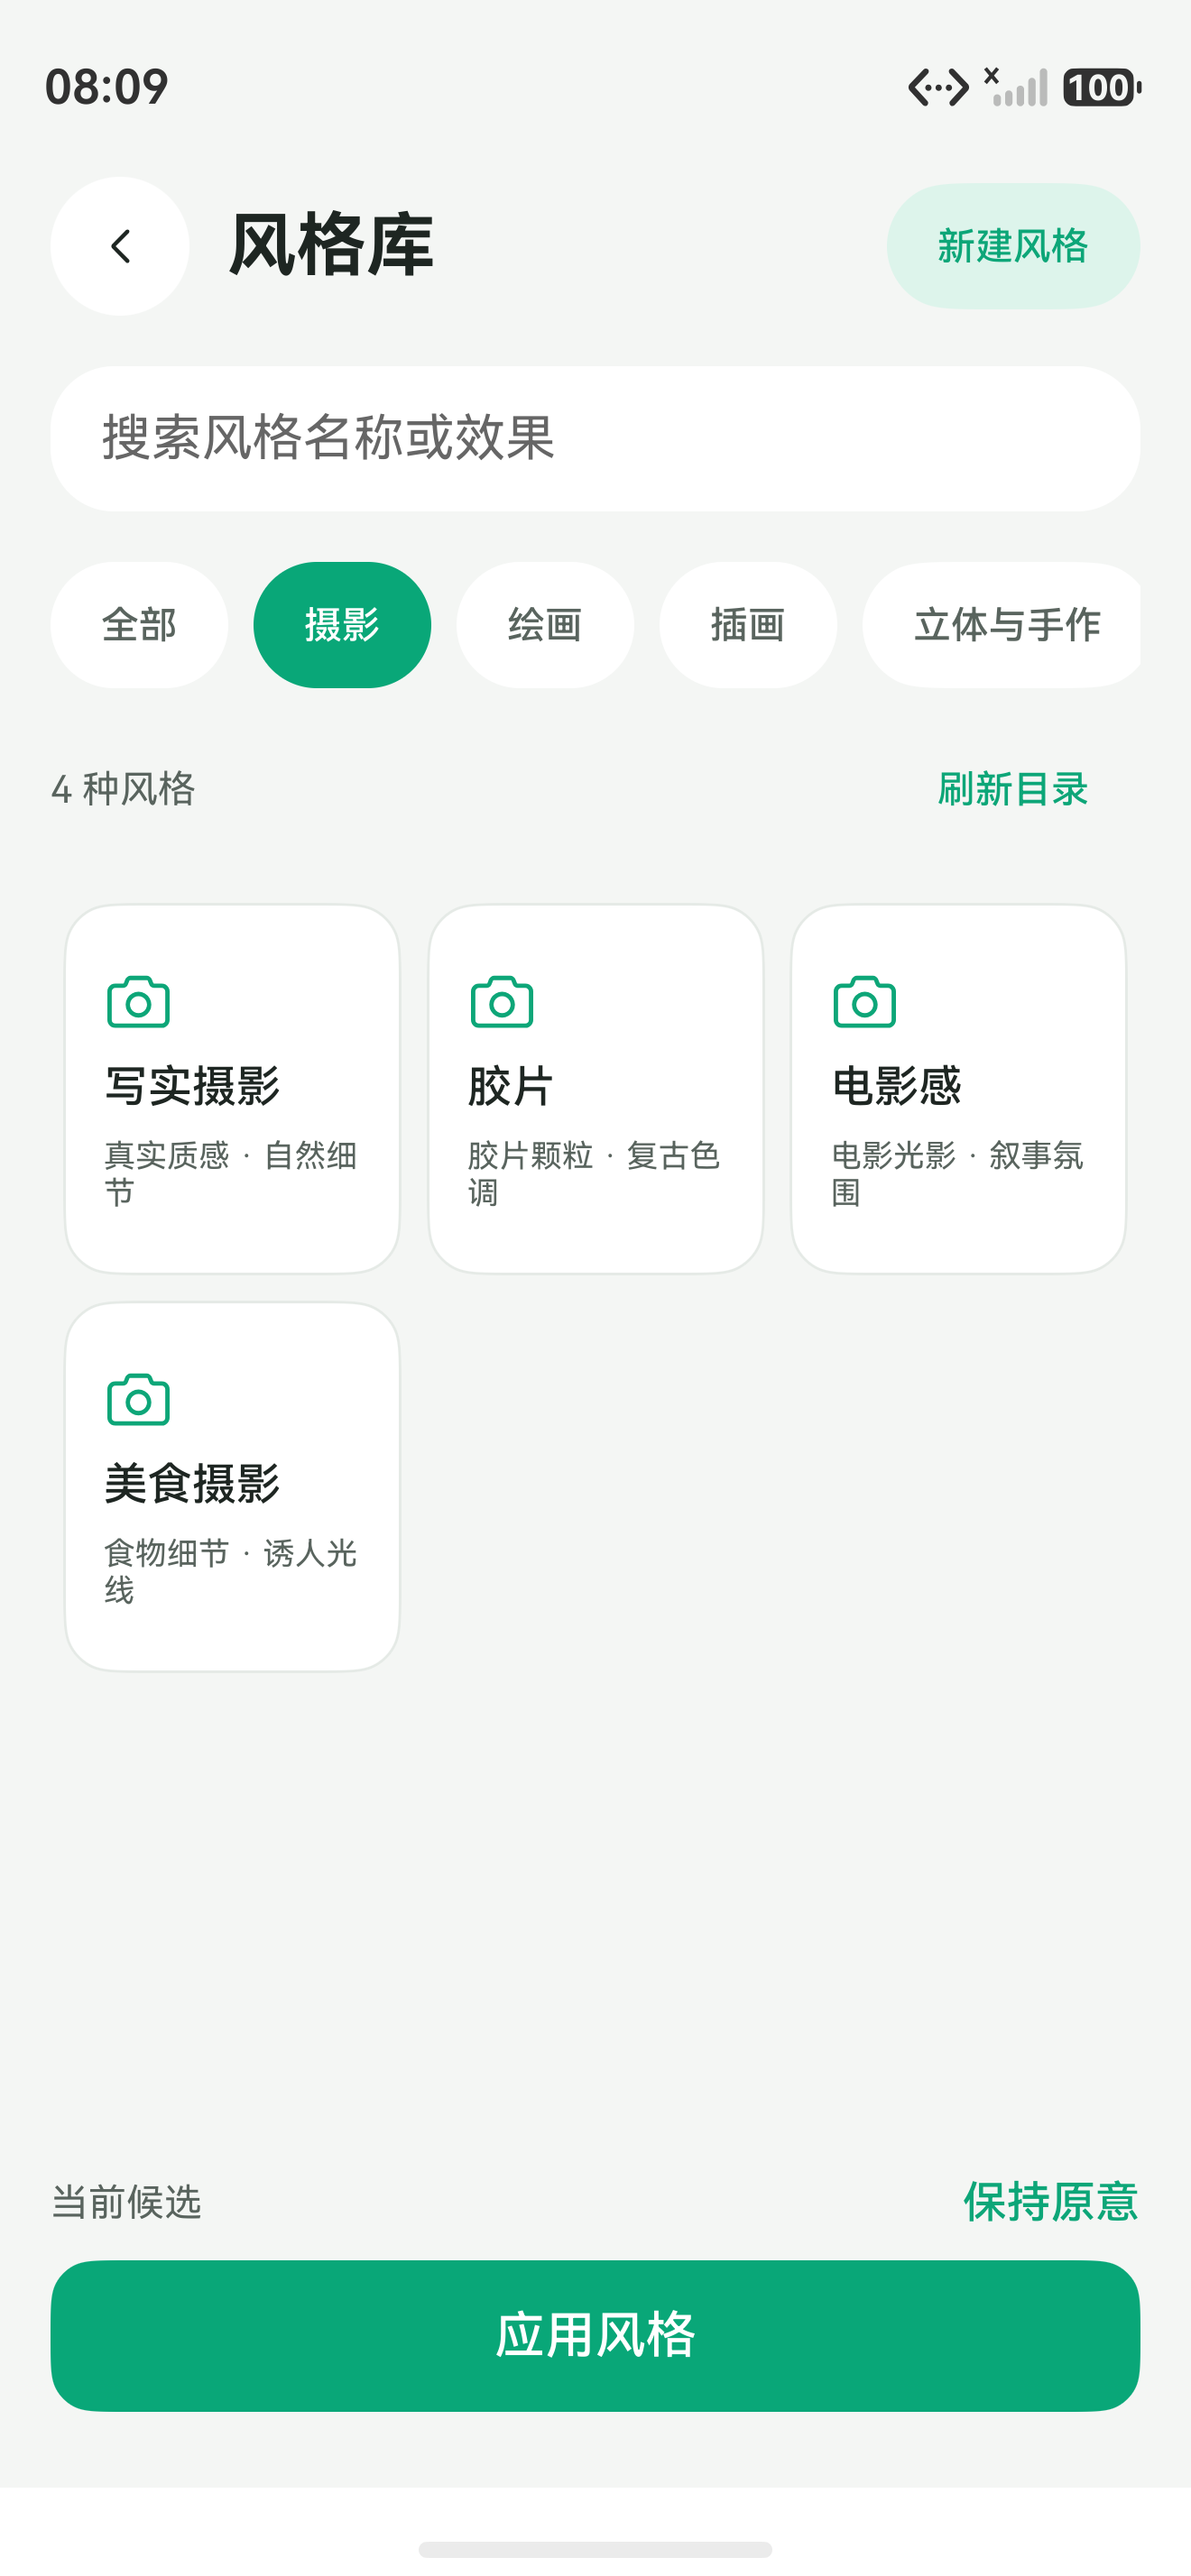 08:09
100
风格库
新建风格
搜索风格名称或效果
全部
摄影
绘画
插画
立体与手作
4 种风格
刷新目录
写实摄影
真实质感 · 自然细
节
胶片
胶片颗粒 · 复古色
调
电影感
电影光影 · 叙事氛
围
美食摄影
食物细节 · 诱人光
线
当前候选
保持原意
应用风格